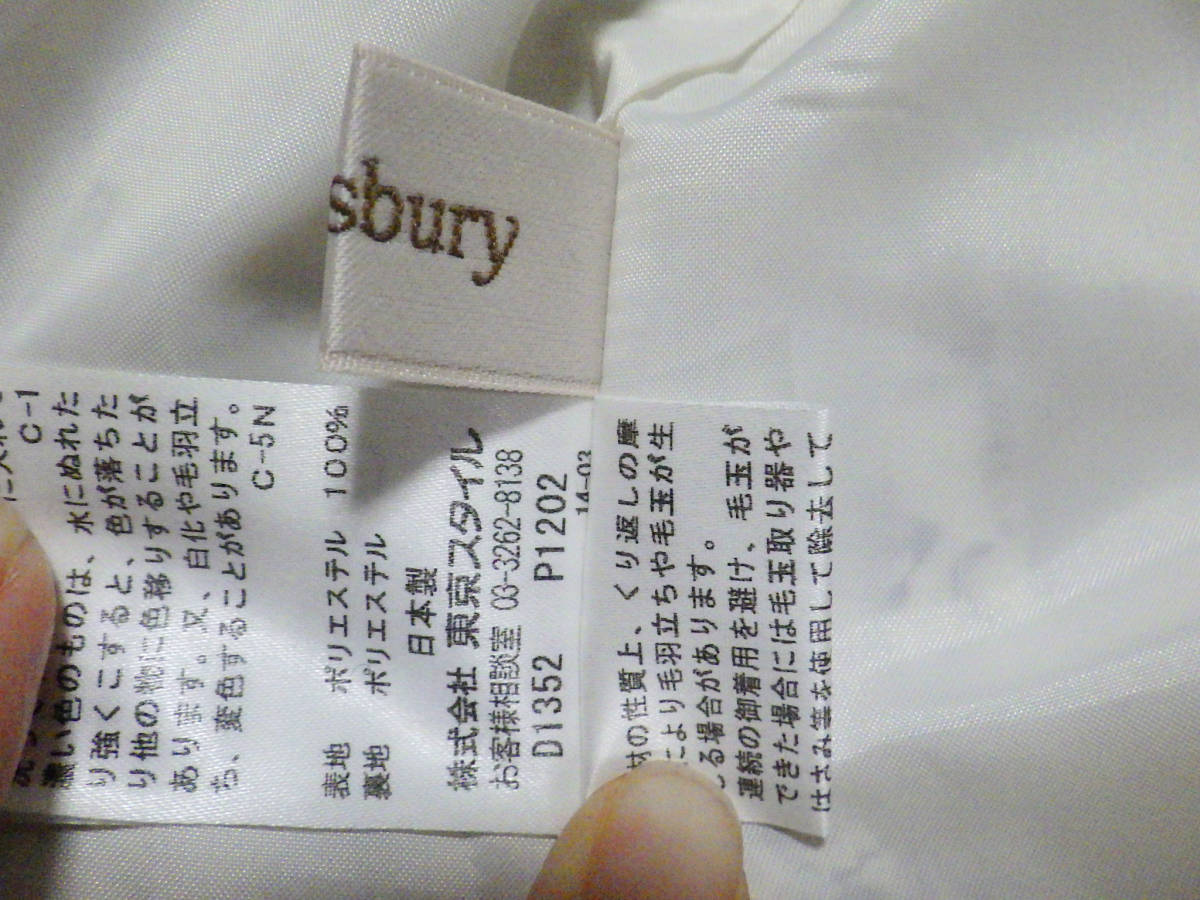 sbury
C-1
濃い色のものは、水にぬれた
り強くこすると、色が落ちた
り他の物に色移りすることが
あります。又、白化や毛羽立
ち、変色することがあります。
C-5N
表地 ポリエステル 100%
裏地 ポリエステル
日本製
株式会社 東京スタイル
お客様相談室 03-3262-8138
D1352 P1202
14-03
の性質上、くり返しの摩
により毛羽立ちや毛玉が生
る場合があります。
連続の御着用を避け、毛玉が
できた場合には毛玉取り器や
はさみ等を使用して除去して